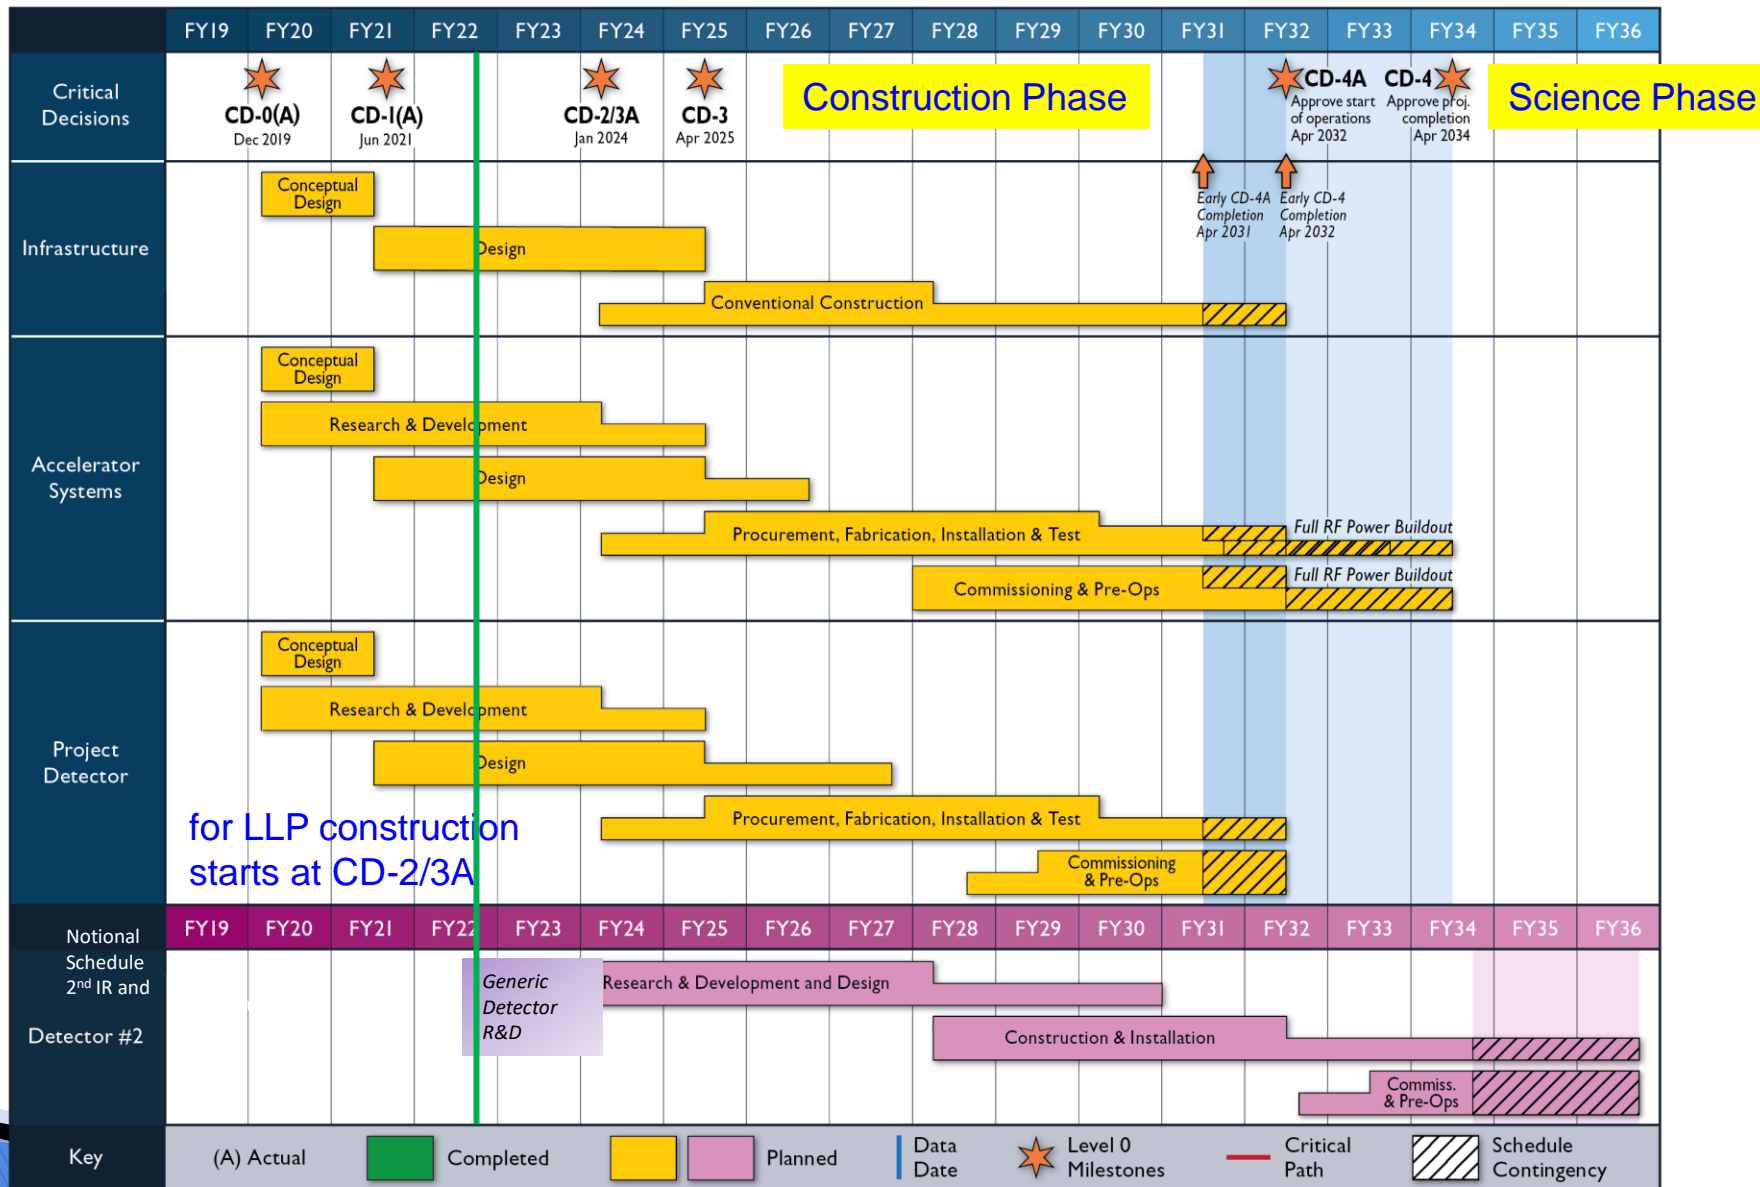 FY19 FY20 FY21 FY22 FY23 FY24 FY25 FY26 FY27 FY28 FY29 FY30 FY31 FY32 FY33 FY34 FY35 FY36
Critical
Decisions
CD-0(A)
Dec 2019
CD-1(A)
Jun 2021
CD-2/3A
Jan 2024
CD-3
Apr 2025
Construction Phase
CD-4A
Approve start
of operations
Apr 2032
CD-4
Approve proj.
completion
Apr 2034
Science Phase
Infrastructure
Conceptual
Design
Design
Conventional Construction
Early CD-4A
Completion
Apr 2031
Early CD-4
Completion
Apr 2032
Accelerator
Systems
Conceptual
Design
Research & Development
Design
Procurement, Fabrication, Installation & Test
Full RF Power Buildout
Commissioning & Pre-Ops
Full RF Power Buildout
Project
Detector
Conceptual
Design
Research & Development
Design
Procurement, Fabrication, Installation & Test
Commissioning
& Pre-Ops
for LLP construction
starts at CD-2/3A
FY19 FY20 FY21 FY22 FY23 FY24 FY25 FY26 FY27 FY28 FY29 FY30 FY31 FY32 FY33 FY34 FY35 FY36
Notional
Schedule
2nd IR and
Detector #2
Generic
Detector
R&D
Research & Development and Design
Construction & Installation
Commiss.
& Pre-Ops
Key
(A) Actual
Completed
Planned
Data
Date
Level 0
Milestones
Critical
Path
Schedule
Contingency